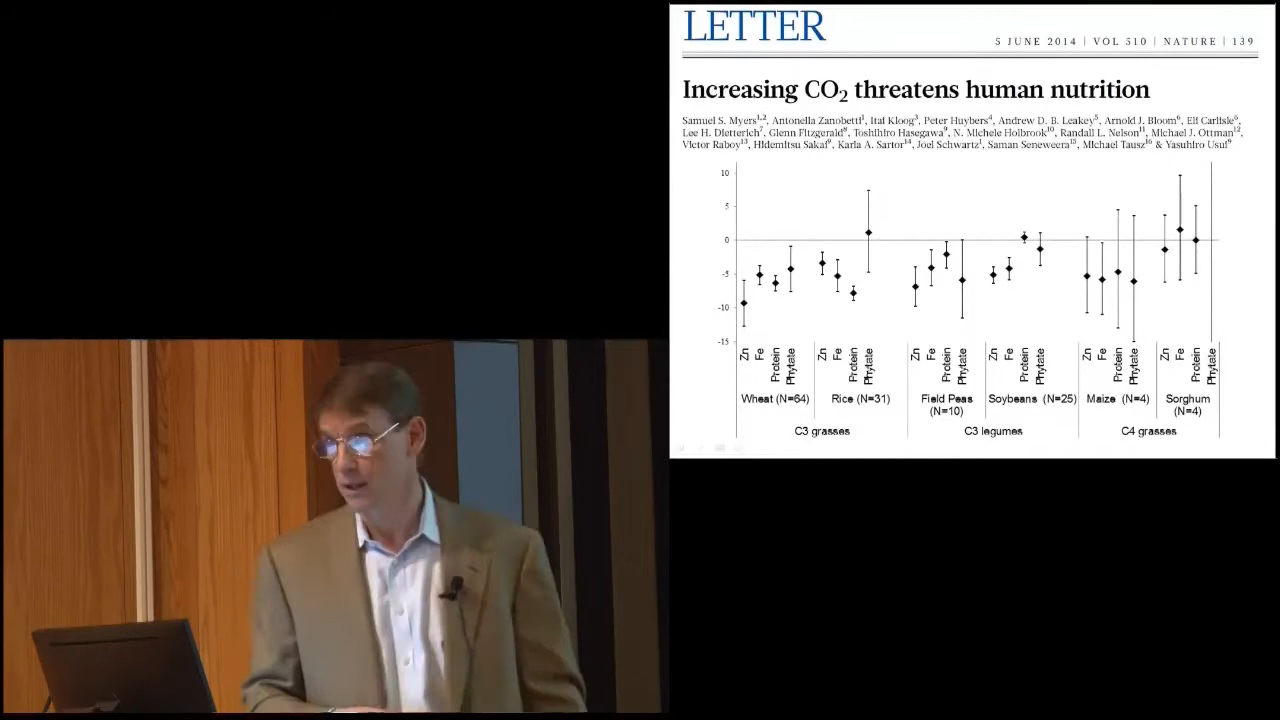 LETTER
5 JUNE 2014 | VOL 510 | NATURE | 139
Increasing CO₂ threatens human nutrition
Samuel S. Myers1,2, Antonella Zanobetti1, Itai Kloog3, Peter Huybers4, Andrew D. B. Leakey5, Arnold J. Bloom6, Eli Carlisle6,
Lee H. Dietterich7, Glenn Fitzgerald8, Toshihiro Hasegawa9, N. Michele Holbrook10, Randall L. Nelson11, Michael J. Ottman12,
Victor Raboy13, Hidemitsu Sakai9, Karla A. Sartor14, Joel Schwartz1, Saman Seneweera15, Michael Tausz16 & Yasuhiro Usui9
10
5
0
-5
-10
-15
Zn Fe Protein Phytate Zn Fe Protein Phytate Zn Fe Protein Phytate Zn Fe Protein Phytate Zn Fe Protein Phytate Zn Fe Protein Phytate
Wheat (N=64) Rice (N=31) Field Peas (N=10) Soybeans (N=25) Maize (N=4) Sorghum (N=4)
C3 grasses C3 legumes C4 grasses